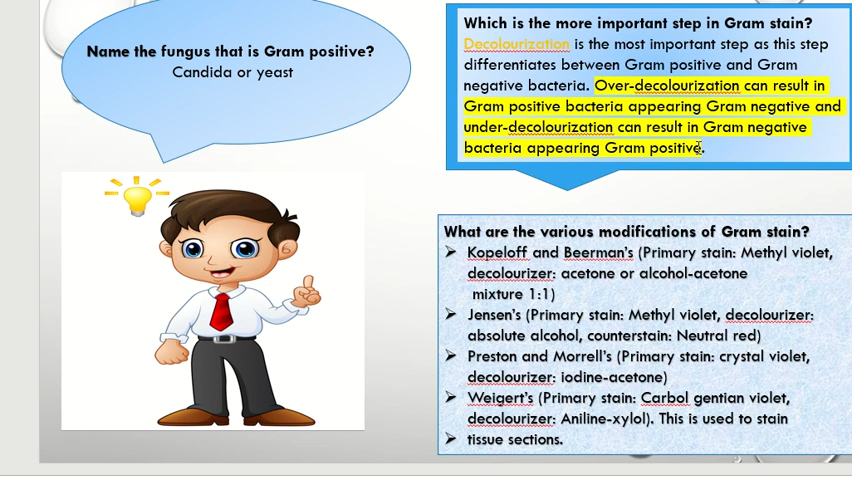 Name the fungus that is Gram positive?
Candida or yeast
Which is the more important step in Gram stain?
Decolourization is the most important step as this step
differentiates between Gram positive and Gram
negative bacteria. Over-decolourization can result in
Gram positive bacteria appearing Gram negative and
under-decolourization can result in Gram negative
bacteria appearing Gram positive.
What are the various modifications of Gram stain?
➢ Kopeloff and Beerman's (Primary stain: Methyl violet,
decolourizer: acetone or alcohol-acetone
mixture 1:1)
➢ Jensen's (Primary stain: Methyl violet, decolourizer:
absolute alcohol, counterstain: Neutral red)
➢ Preston and Morrell's (Primary stain: crystal violet,
decolourizer: iodine-acetone)
➢ Weigert's (Primary stain: Carbol gentian violet,
decolourizer: Aniline-xylol). This is used to stain
➢ tissue sections.